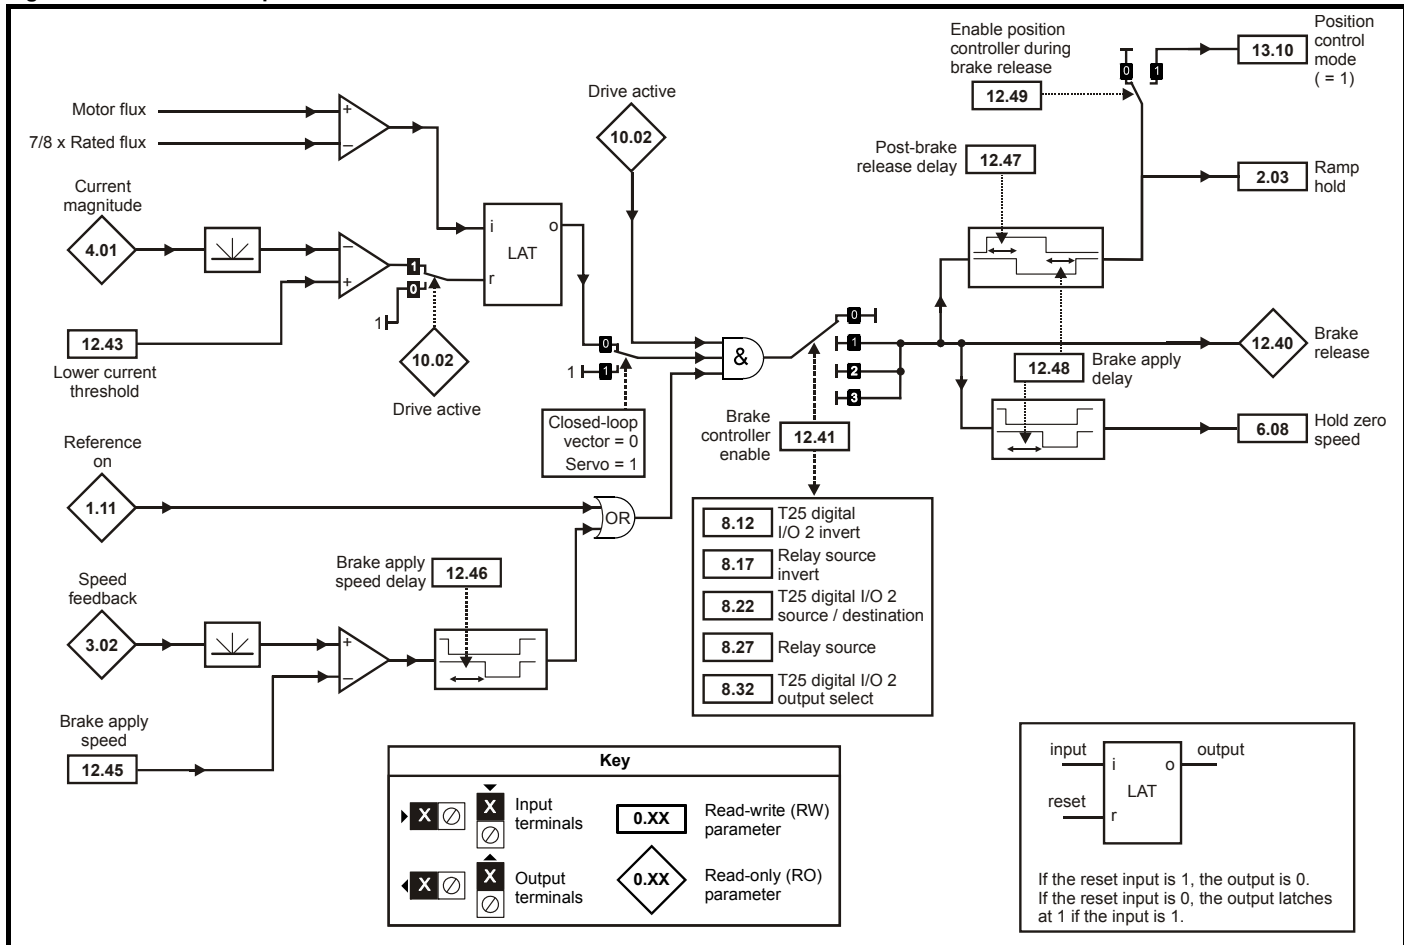 Enable position
controller during
brake release
12.49
0
1
13.10
Position
control
mode
( = 1)
Motor flux
+
7/8 x Rated flux
–
Drive active
10.02
Post-brake
release delay
12.47
2.03
Ramp
hold
Current
magnitude
4.01
–
+
1
0
1
i
o
LAT
r
12.43
Lower current
threshold
10.02
Drive active
0
1
1
&
0
1
2
3
12.40
Brake
release
12.48
Brake apply
delay
Closed-loop
vector = 0
Servo = 1
Brake
controller
enable
12.41
6.08
Hold zero
speed
Reference
on
1.11
OR
8.12
T25 digital
I/O 2 invert
8.17
Relay source
invert
8.22
T25 digital I/O 2
source / destination
8.27
Relay source
8.32
T25 digital I/O 2
output select
Brake apply
speed delay
12.46
Speed
feedback
3.02
+
–
Brake apply
speed
12.45
Key
X
X
Input
terminals
0.XX
Read-write (RW)
parameter
X
X
Output
terminals
0.XX
Read-only (RO)
parameter
input
output
i
o
LAT
reset
r
If the reset input is 1, the output is 0.
If the reset input is 0, the output latches
at 1 if the input is 1.